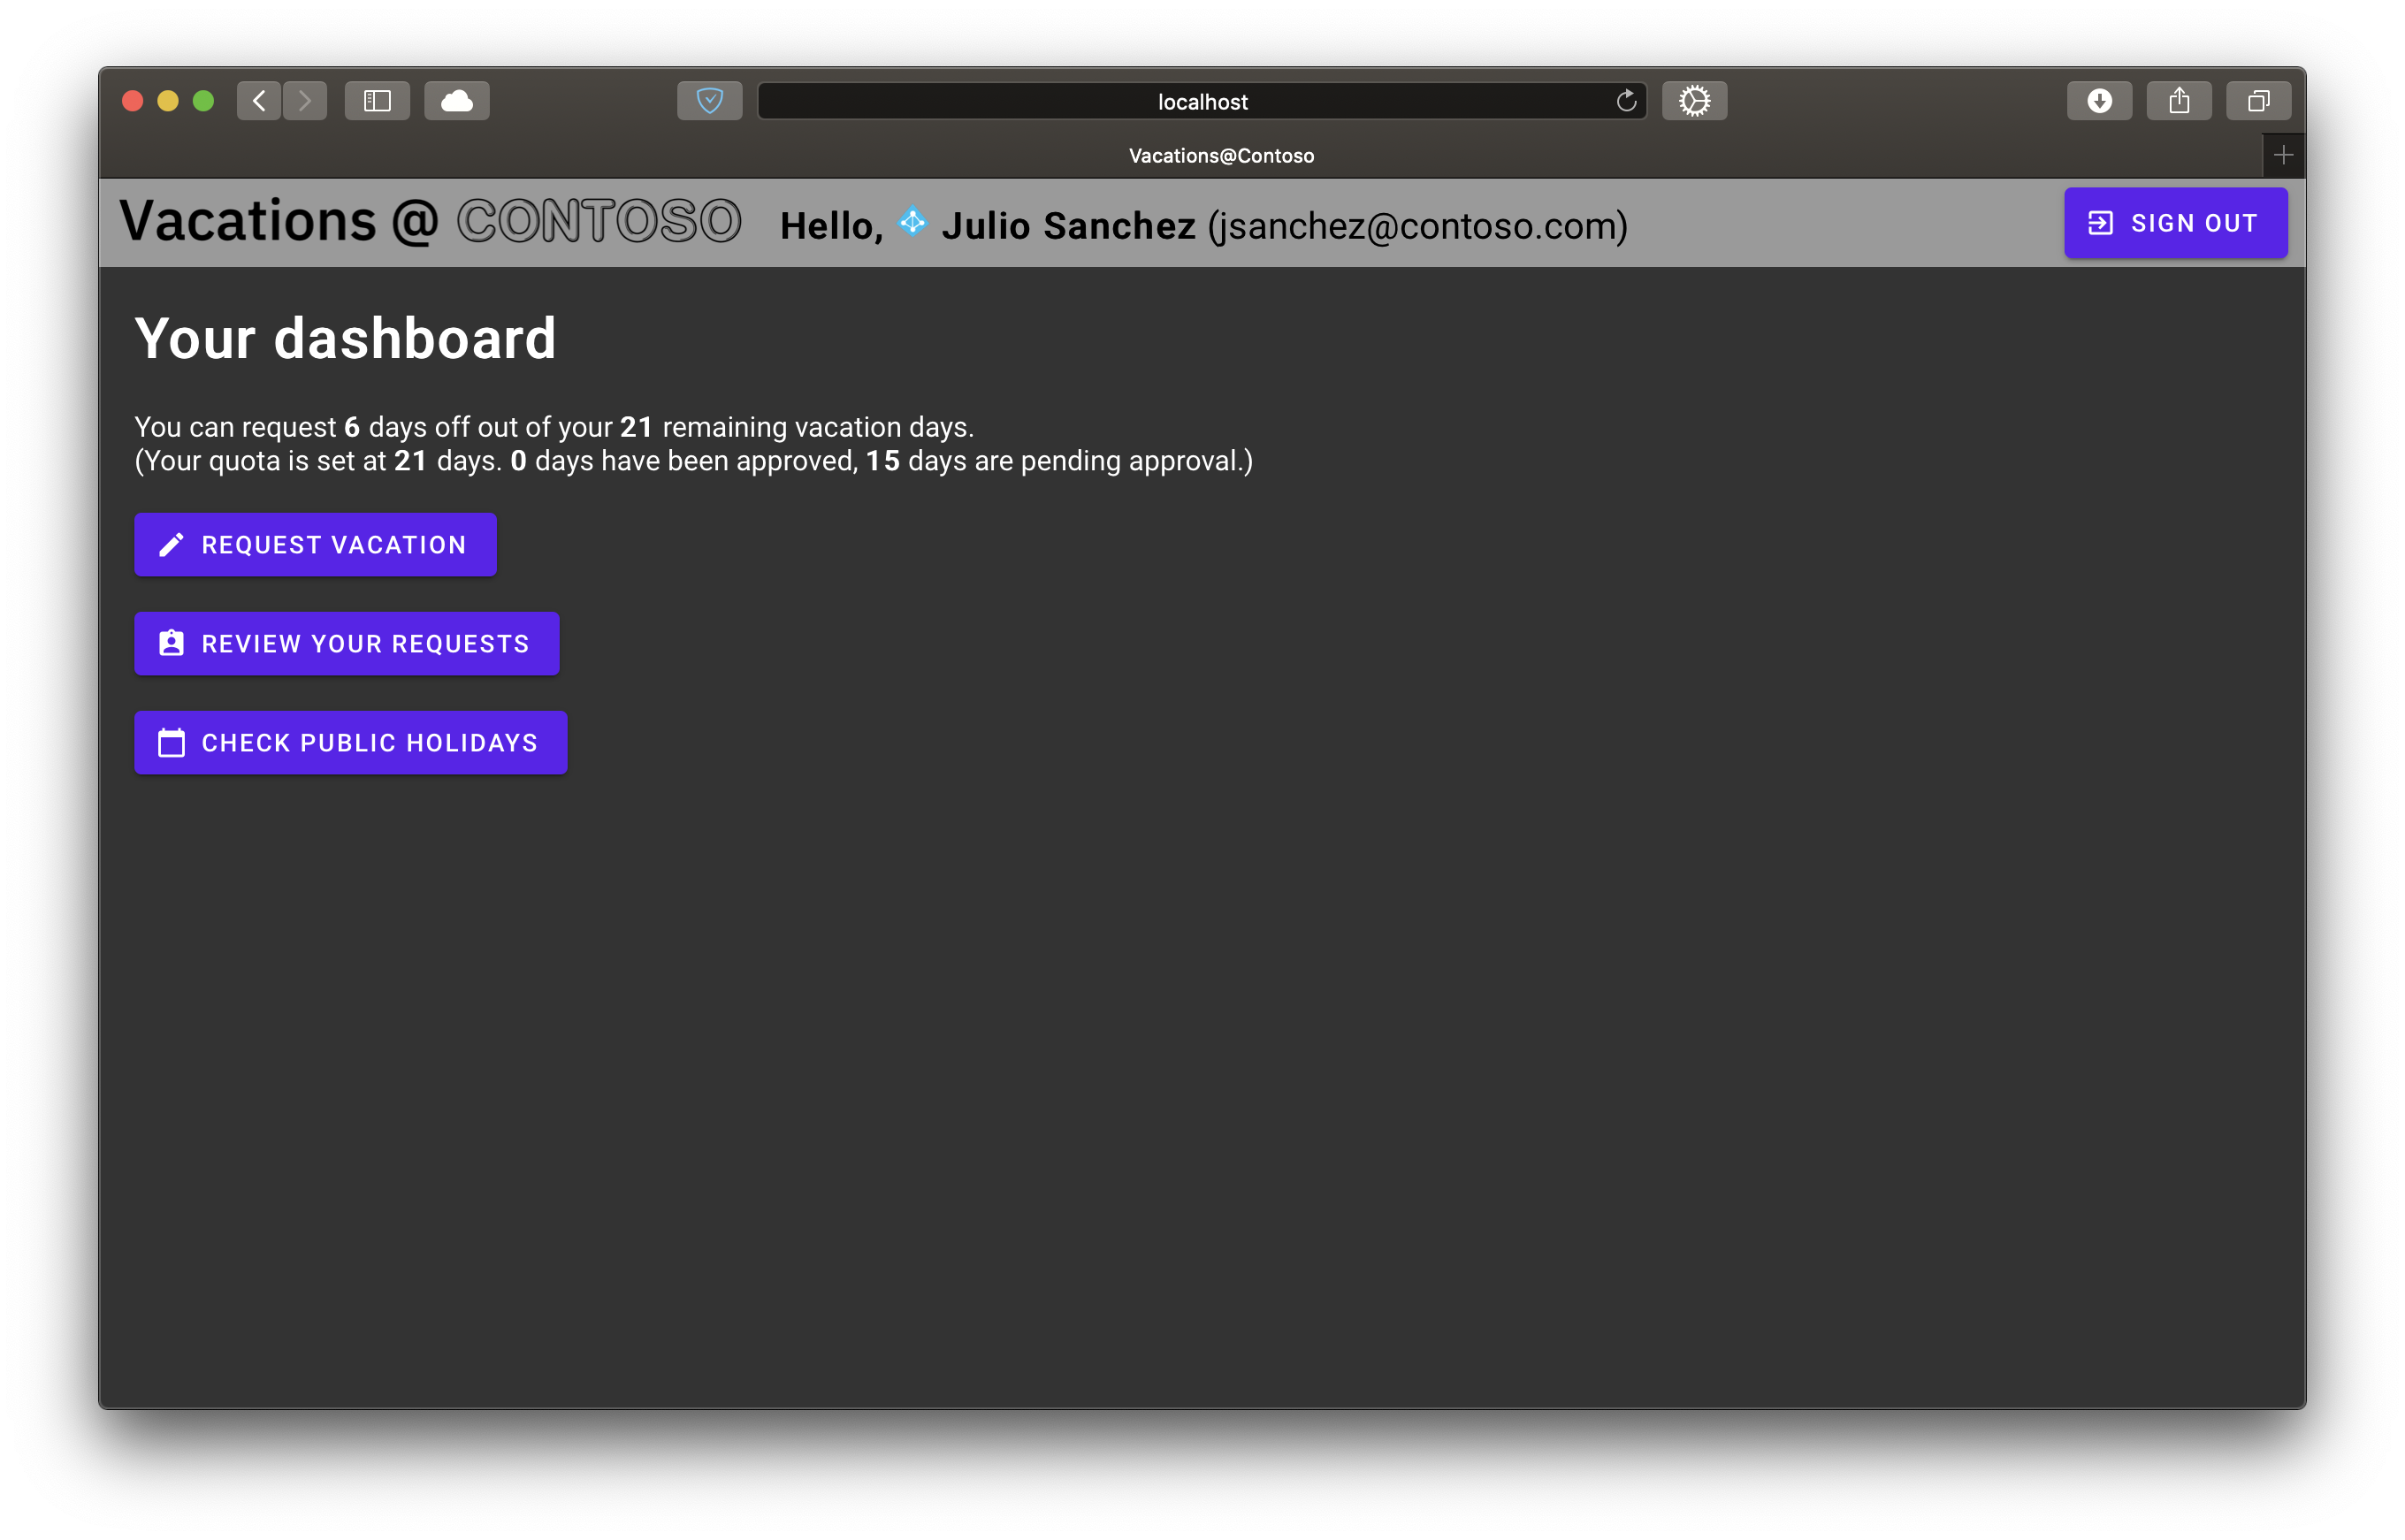 localhost
Vacations@Contoso
Vacations @ CONTOSO Hello, Julio Sanchez (jsanchez@contoso.com) SIGN OUT
Your dashboard
You can request 6 days off out of your 21 remaining vacation days.
(Your quota is set at 21 days. 0 days have been approved, 15 days are pending approval.)
REQUEST VACATION
REVIEW YOUR REQUESTS
CHECK PUBLIC HOLIDAYS